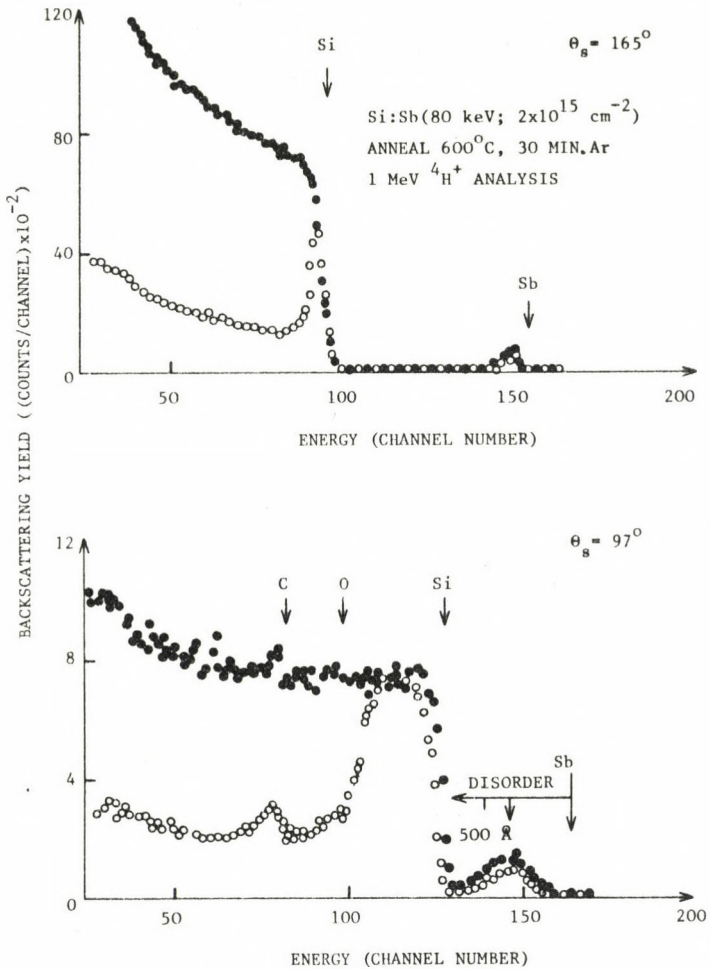 120
80
40
0
50
100
150
200
Si
Θs= 165°
Si:Sb(80 keV; 2x10^15 cm^-2)
ANNEAL 600°C, 30 MIN.Ar
1 MeV ^4H^+ ANALYSIS
Sb
ENERGY (CHANNEL NUMBER)
BACKSCATTERING YIELD ((COUNTS/CHANNEL)x10^-2
12
8
4
0
50
100
150
200
Θs= 97°
C
O
Si
Sb
DISORDER
500 Å
ENERGY (CHANNEL NUMBER)